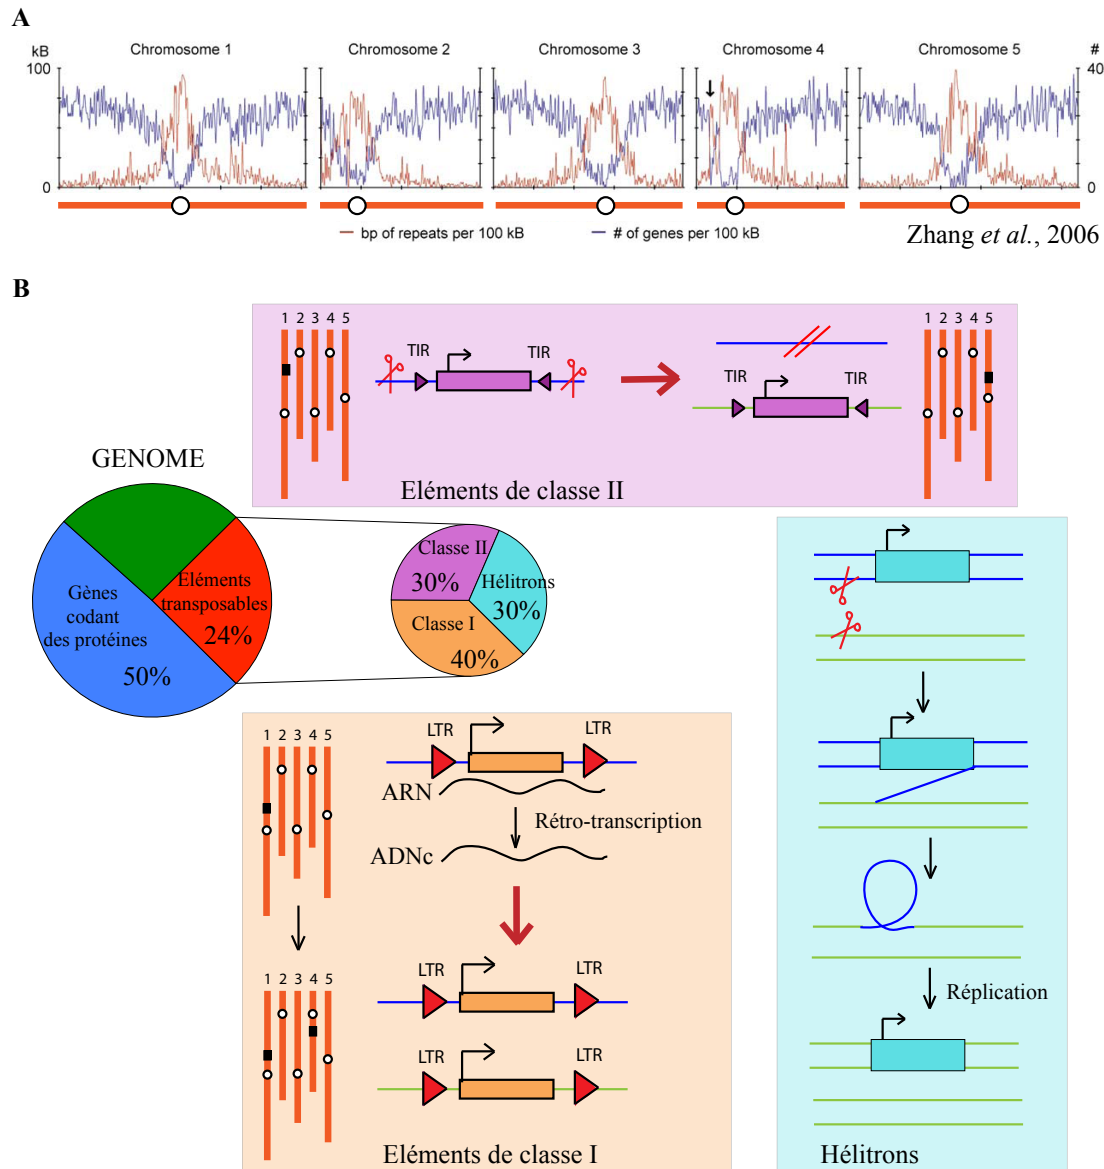 A
kB Chromosome 1 Chromosome 2 Chromosome 3 Chromosome 4 Chromosome 5 #
100 40
0 0
bp of repeats per 100 kB # of genes per 100 kB
Zhang et al., 2006
B
1 2 3 4 5
TIR TIR
TIR TIR
1 2 3 4 5
Eléments de classe II
GENOME
Gènes
codant
des protéines
50%
Eléments
transposables
24%
Classe II
30%
Hélitrons
30%
Classe I
40%
1 2 3 4 5
LTR LTR
ARN
Rétro-transcription
ADNc
1 2 3 4 5
LTR LTR
LTR LTR
Eléments de classe I
Réplication
Hélitrons